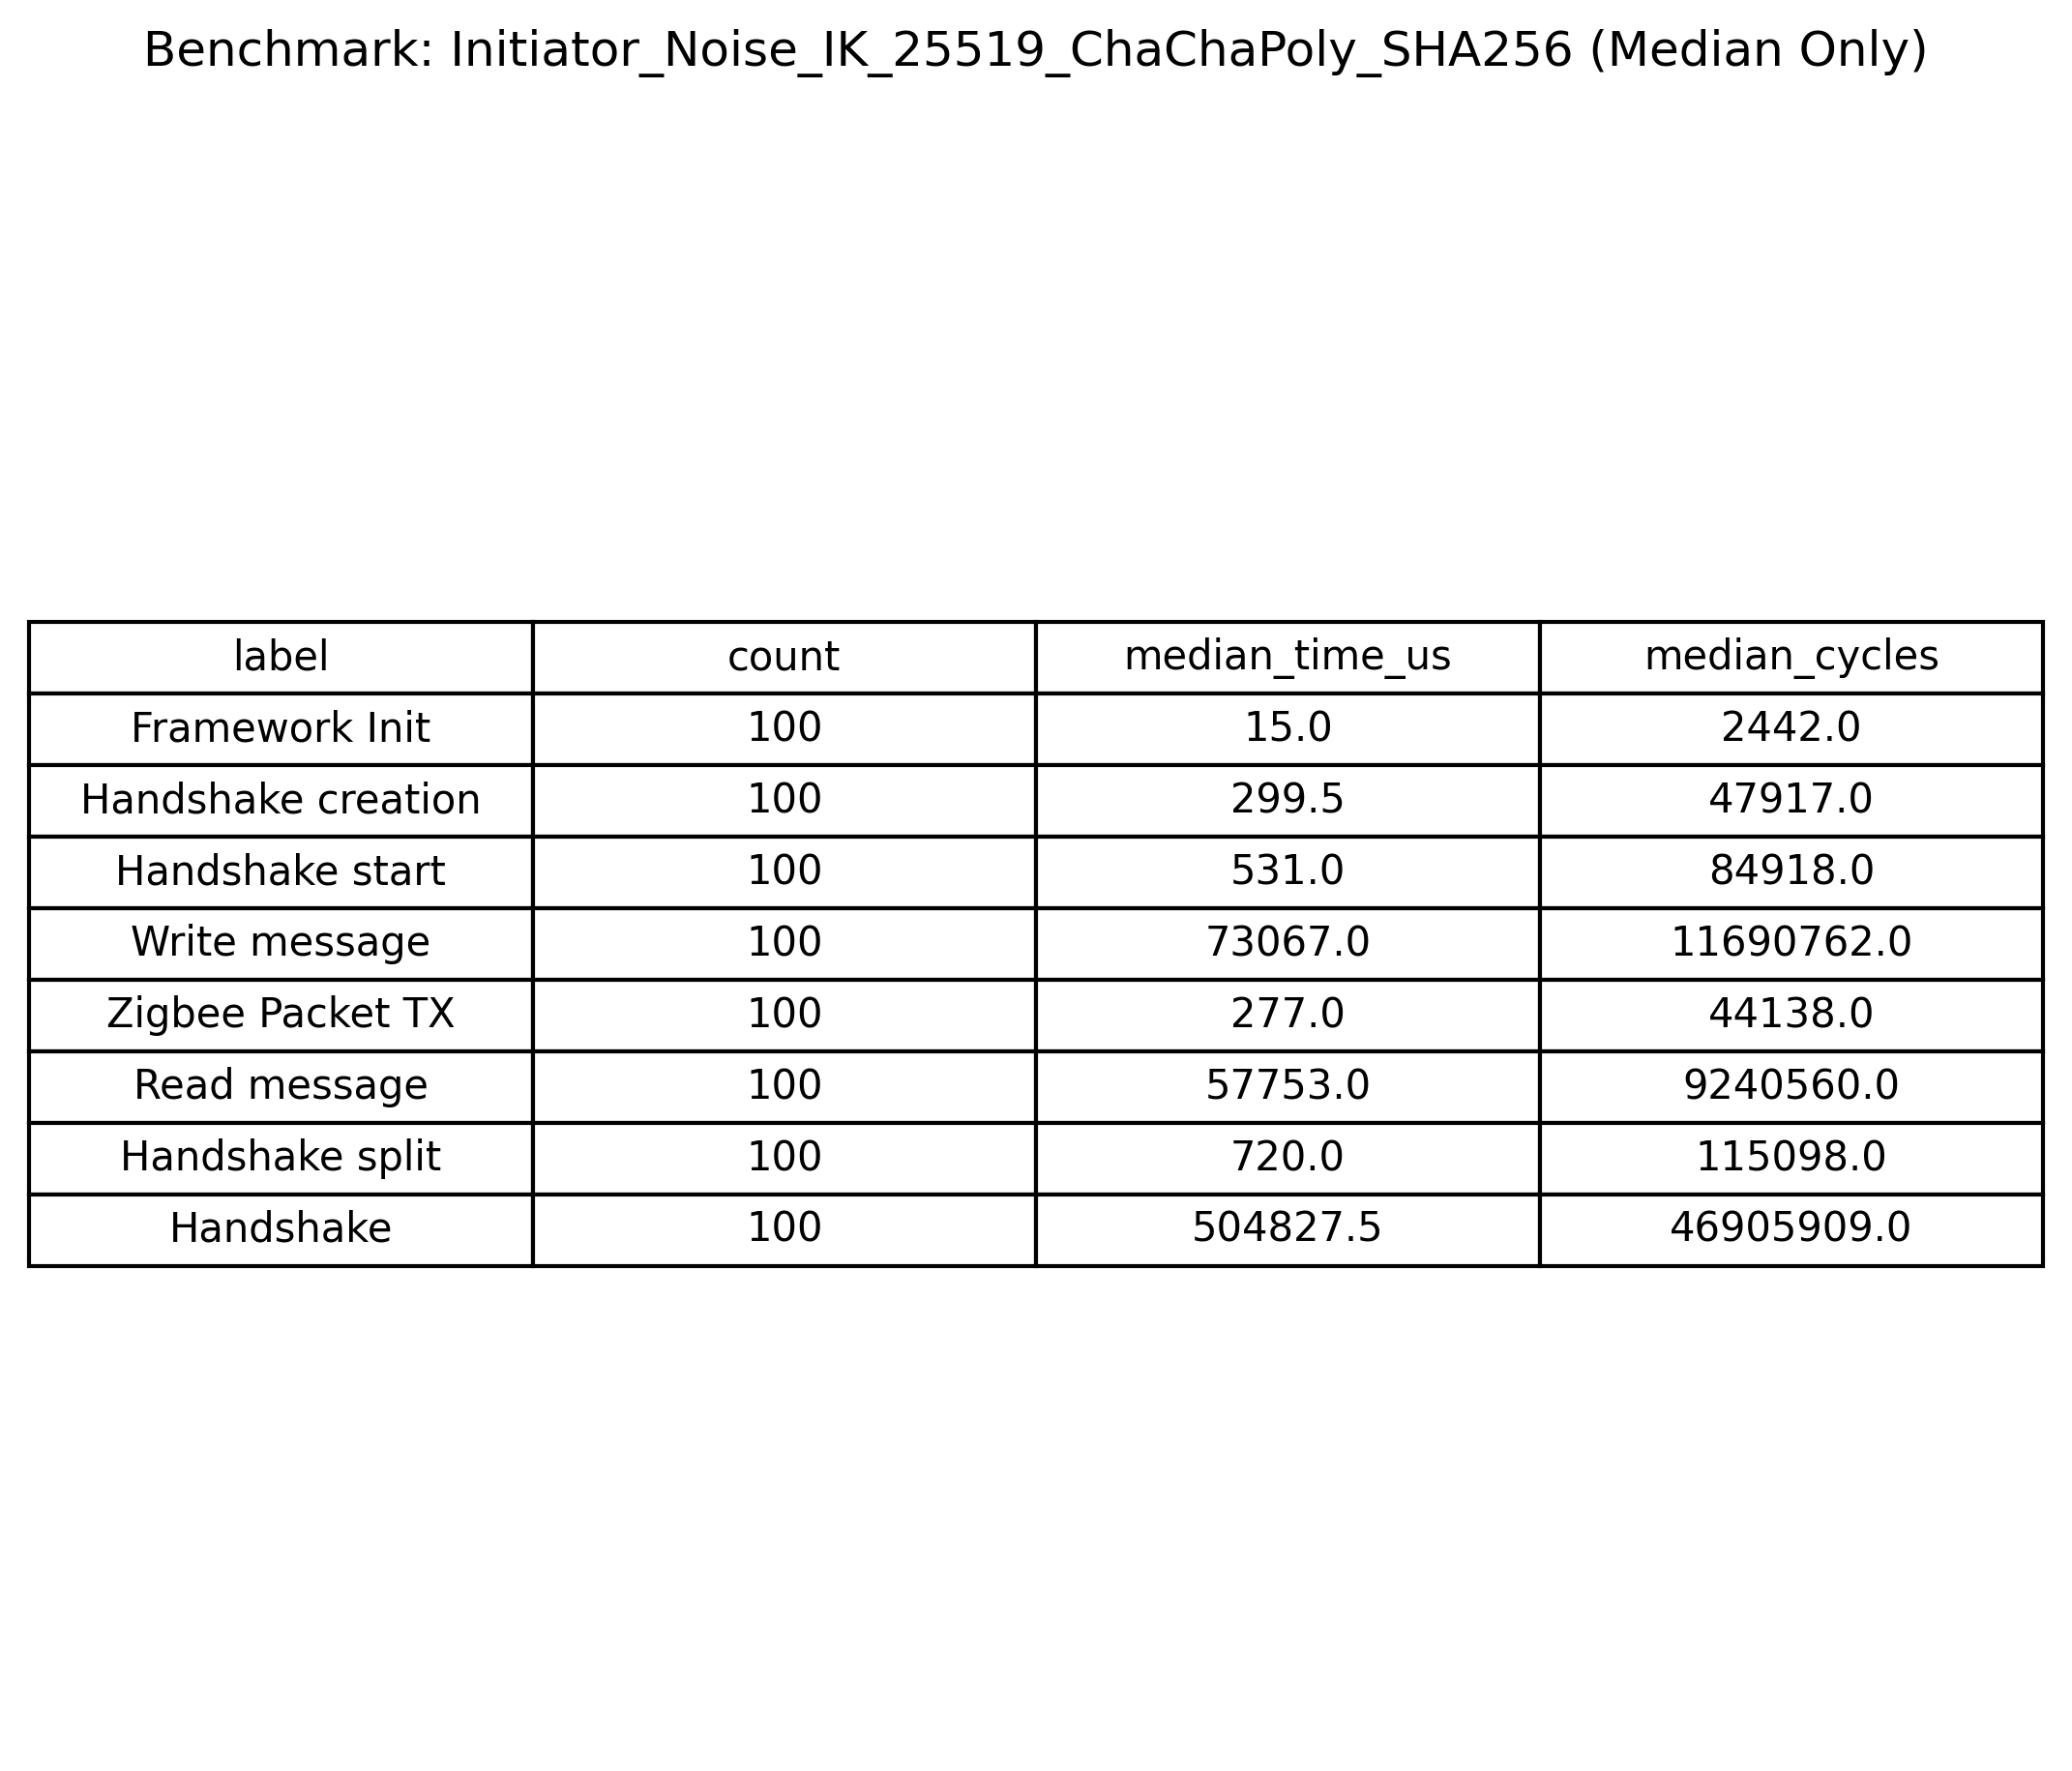 Benchmark: Initiator_Noise_IK_25519_ChaChaPoly_SHA256 (Median Only)
label count median_time_us median_cycles
Framework Init 100 15.0 2442.0
Handshake creation 100 299.5 47917.0
Handshake start 100 531.0 84918.0
Write message 100 73067.0 11690762.0
Zigbee Packet TX 100 277.0 44138.0
Read message 100 57753.0 9240560.0
Handshake split 100 720.0 115098.0
Handshake 100 504827.5 46905909.0